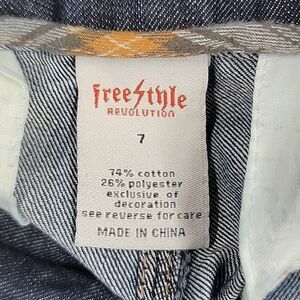 freestyle
REVOLUTION
7
74% cotton
26% polyester
exclusive of
decoration
see reverse for care
MADE IN CHINA